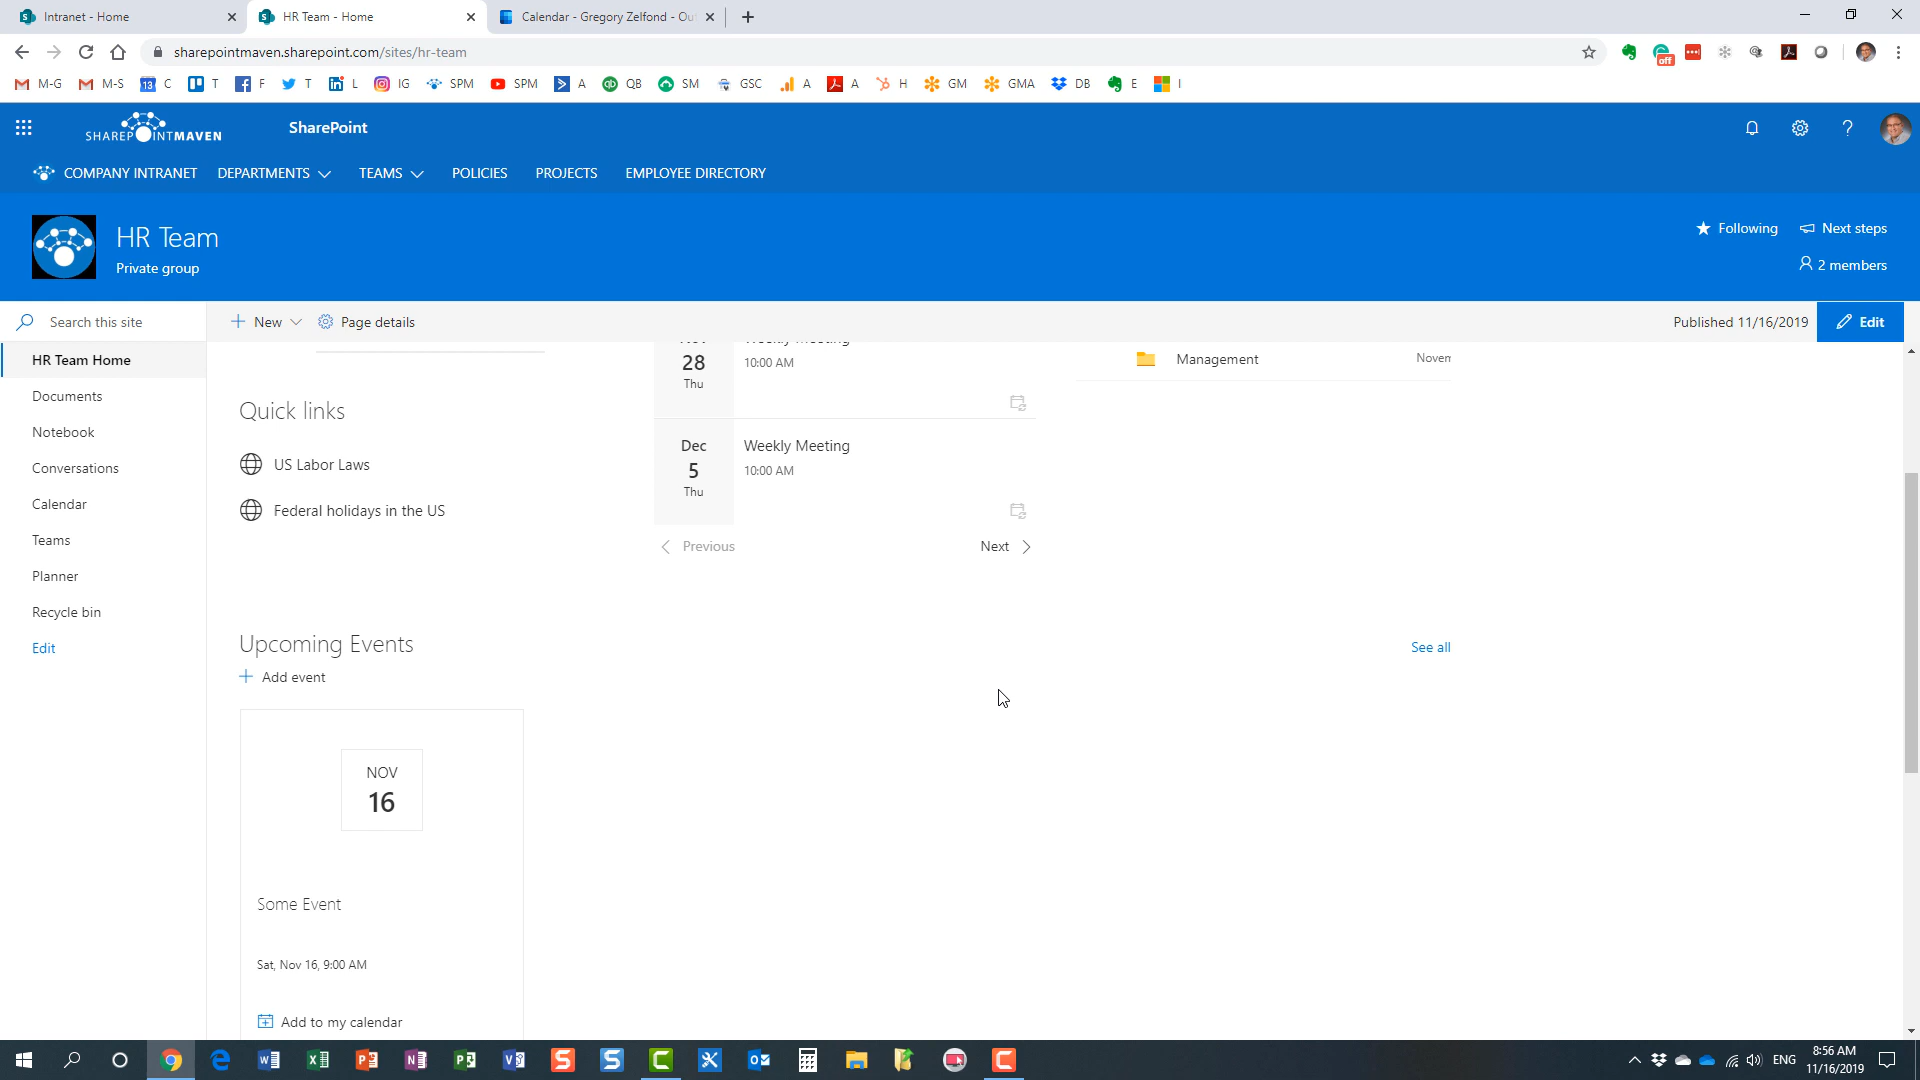 Intranet - Home
HR Team - Home
Calendar - Gregory Zelfond - Ou
sharepointmaven.sharepoint.com/sites/hr-team
M-G M-S C T F T L IG SPM SPM A QB SM GSC A A H GM GMA DB E I
off
13
SHAREPOINTMAVEN
SharePoint
COMPANY INTRANET DEPARTMENTS TEAMS POLICIES PROJECTS EMPLOYEE DIRECTORY
HR Team
Private group
Following Next steps
2 members
Search this site
New Page details
Published 11/16/2019 Edit
HR Team Home
Documents
Notebook
Conversations
Calendar
Teams
Planner
Recycle bin
Edit
Quick links
US Labor Laws
Federal holidays in the US
Weekly Meeting
28
10:00 AM
Thu
Dec
5
Thu
Weekly Meeting
10:00 AM
Previous Next
Management Novem
Upcoming Events
See all
Add event
NOV
16
Some Event
Sat, Nov 16, 9:00 AM
Add to my calendar
ENG
8:56 AM
11/16/2019